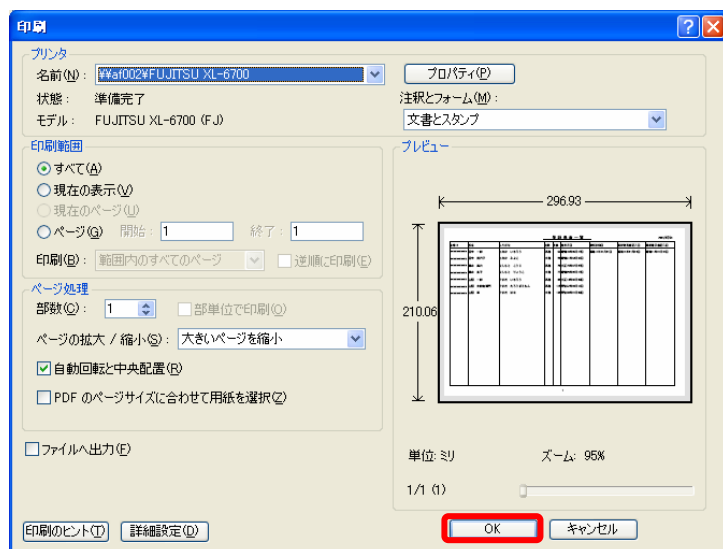 印刷
プリンタ
名前(N): ¥¥af002¥FUJITSU XL-6700
プロパティ(P)
状態: 準備完了
注釈とフォーム(M):
モデル: FUJITSU XL-6700 (FJ)
文書とスタンプ
印刷範囲
すべて(A)
現在の表示(V)
現在のページ(U)
ページ(G) 開始: 1 終了: 1
印刷(B): 範囲内のすべてのページ 逆順に印刷(E)
ページ処理
部数(C): 1 部単位で印刷(O)
ページの拡大 / 縮小(S): 大きいページを縮小
自動回転と中央配置(R)
PDF のページサイズに合わせて用紙を選択(Z)
ファイルへ出力(F)
プレビュー
296.93
210.06
単位: ミリ ズーム: 95%
1/1 (1)
印刷のヒント(T) 詳細設定(D) OK キャンセル